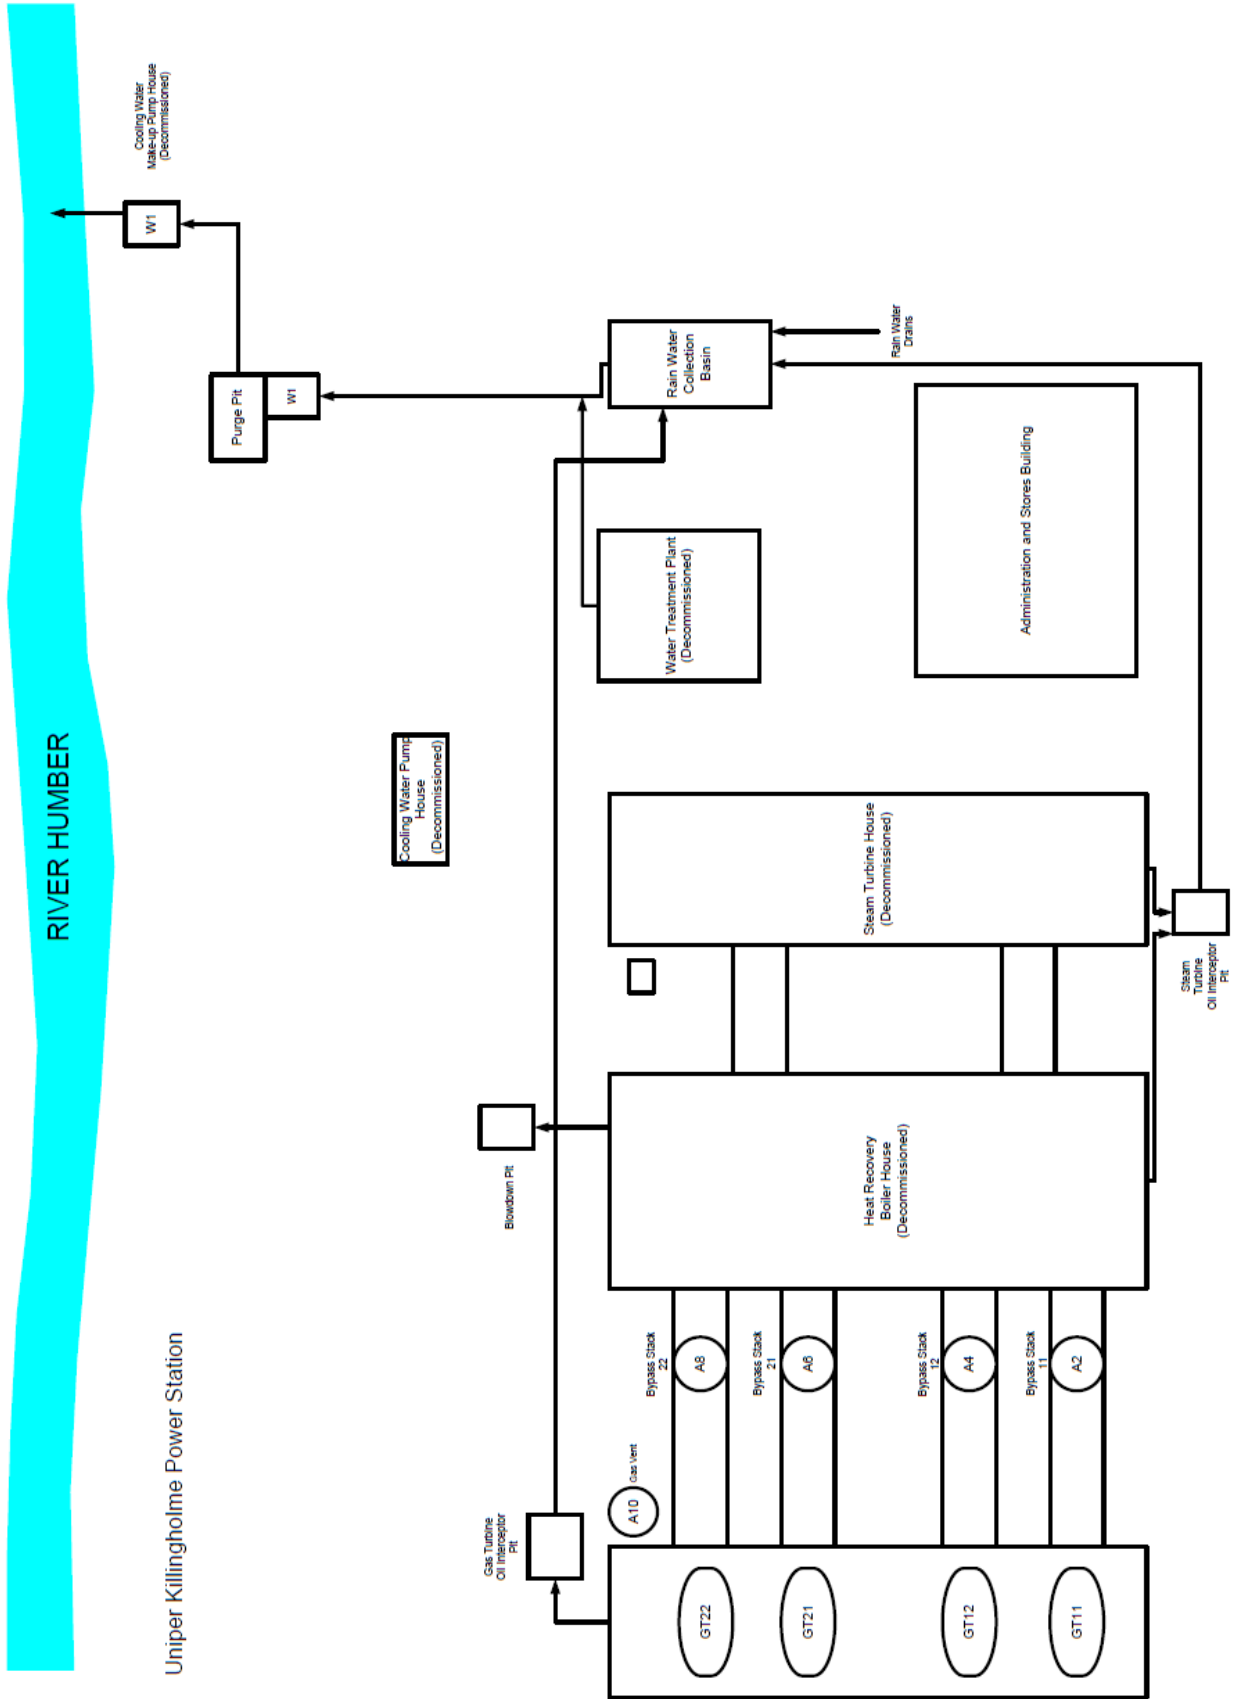 Uniper Killingholme Power Station
RIVER HUMBER
Cooling Water
Make-up Pump House
(Decommissioned)
W1
Purge Pit
W1
Gas Turbine
Oil Interceptor
Pit
Blowdown Pit
Cooling Water Pump
House
(Decommissioned)
Water Treatment Plant
(Decommissioned)
Rain Water
Collection
Basin
Rain Water
Drains
A10
Gas Vent
GT22
Bypass Stack
22
A8
GT21
Bypass Stack
21
A6
GT12
Bypass Stack
12
A4
GT11
Bypass Stack
11
A2
Heat Recovery
Boiler House
(Decommissioned)
Steam Turbine House
(Decommissioned)
Administration and Stores Building
Steam
Turbine
Oil Interceptor
Pit